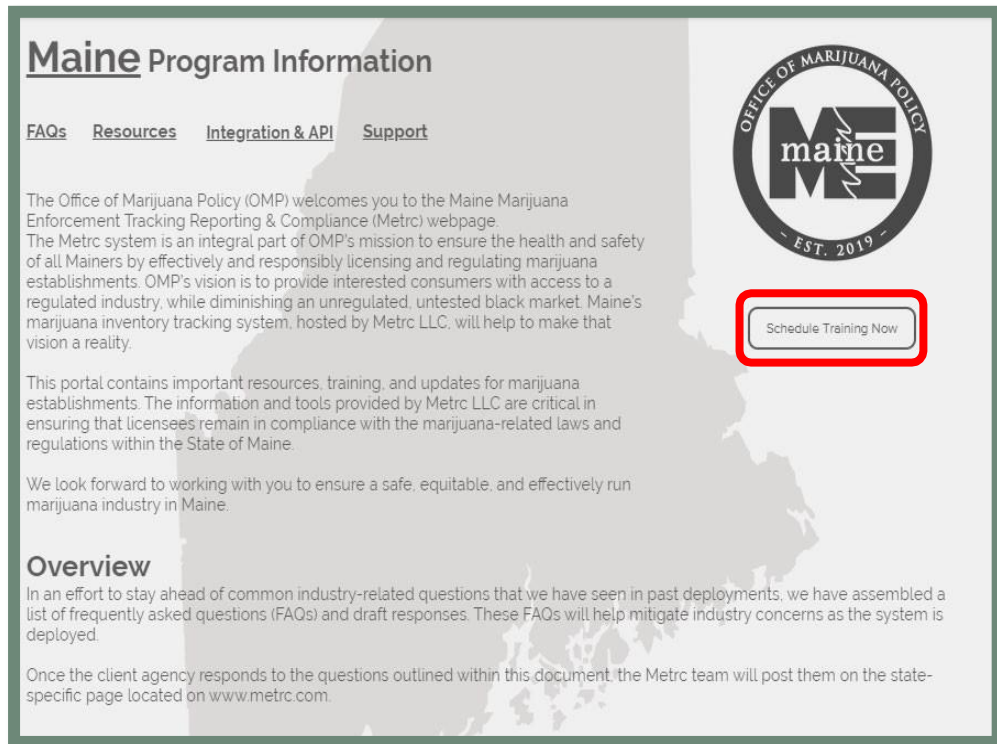 Maine Program Information
FAQs Resources Integration & API Support
The Office of Marijuana Policy (OMP) welcomes you to the Maine Marijuana
Enforcement Tracking Reporting & Compliance (Metrc) webpage.
The Metrc system is an integral part of OMP's mission to ensure the health and safety
of all Mainers by effectively and responsibly licensing and regulating marijuana
establishments. OMP's vision is to provide interested consumers with access to a
regulated industry, while diminishing an unregulated, untested black market. Maine's
marijuana inventory tracking system, hosted by Metrc LLC, will help to make that
vision a reality.
This portal contains important resources, training, and updates for marijuana
establishments. The information and tools provided by Metrc LLC are critical in
ensuring that licensees remain in compliance with the marijuana-related laws and
regulations within the State of Maine.
We look forward to working with you to ensure a safe, equitable, and effectively run
marijuana industry in Maine.
OFFICE OF MARIJUANA POLICY
ME
maine
- EST. 2019 -
Schedule Training Now
Overview
In an effort to stay ahead of common industry-related questions that we have seen in past deployments, we have assembled a
list of frequently asked questions (FAQs) and draft responses. These FAQs will help mitigate industry concerns as the system is
deployed.
Once the client agency responds to the questions outlined within this document, the Metrc team will post them on the state-
specific page located on www.metrc.com.